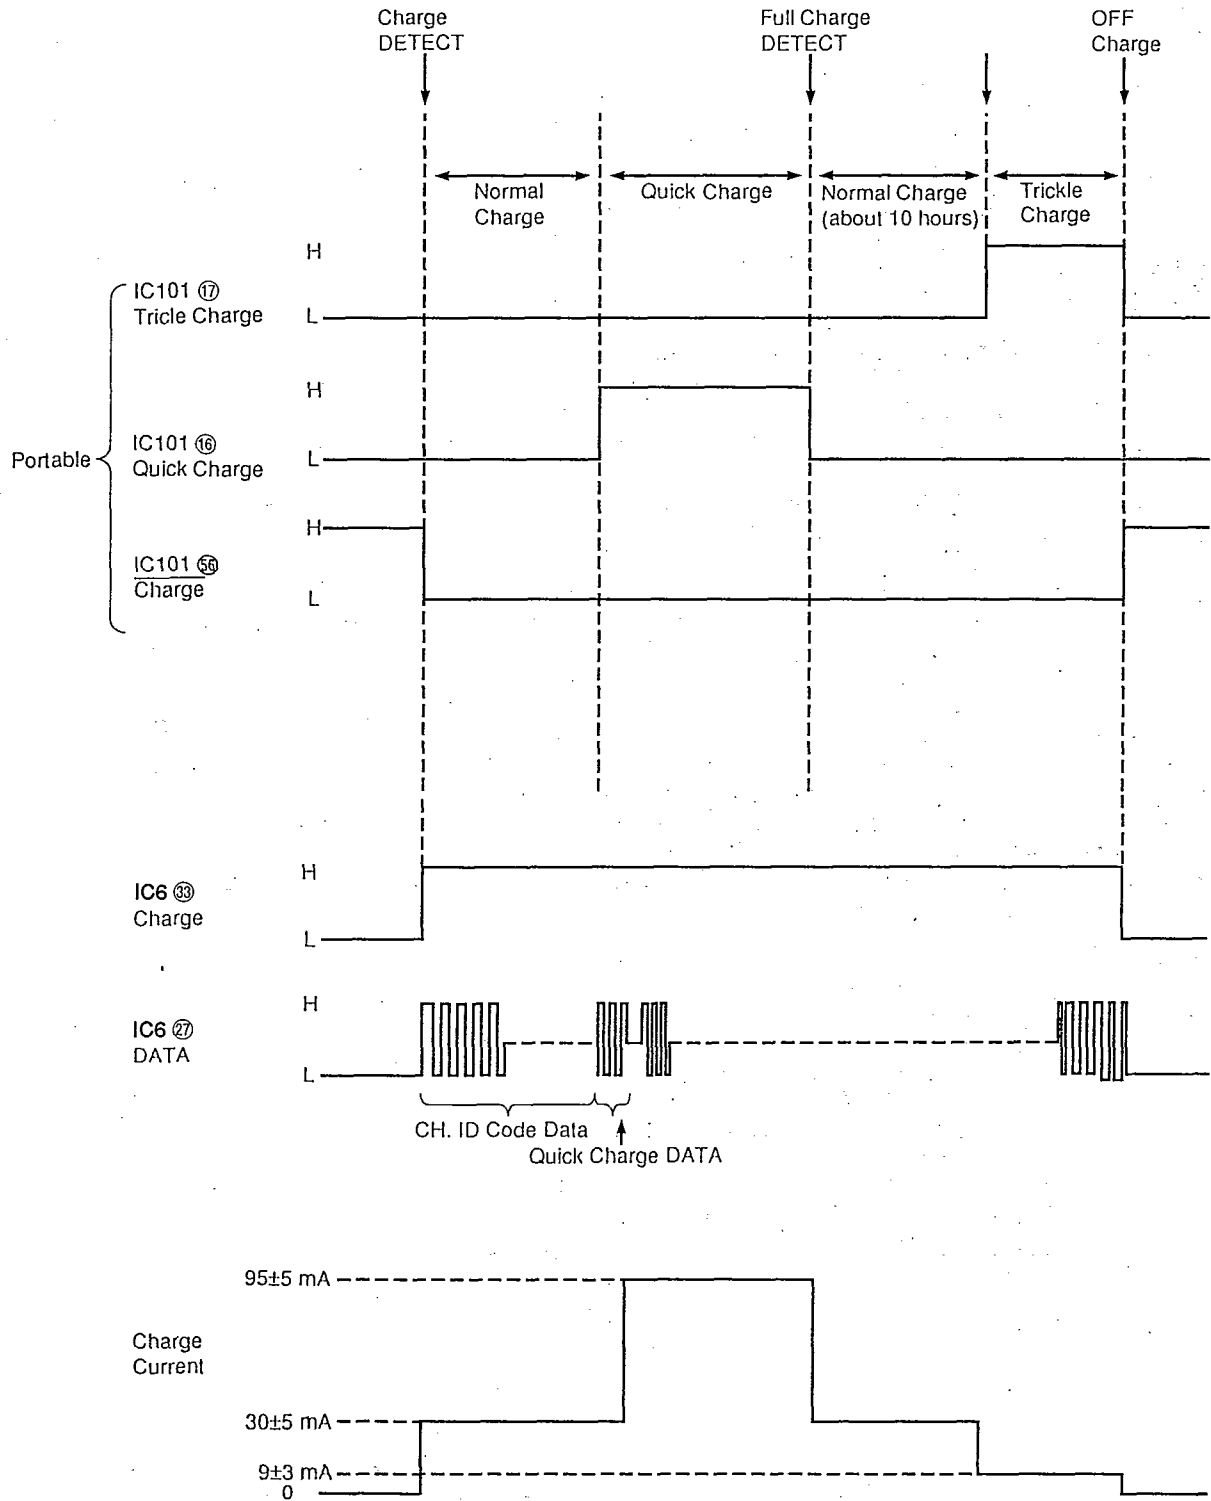 Charge
DETECT
Full Charge
DETECT
OFF
Charge
Normal
Charge
Quick Charge
Normal Charge
(about 10 hours)
Trickle
Charge
H
IC101 ⑰
Tricle Charge
L
H
Portable
IC101 ⑯
Quick Charge
L
H
IC101 56
Charge
L
H
IC6 ㉝
Charge
L
H
IC6 ㉗
DATA
L
CH. ID Code Data
Quick Charge DATA
95±5 mA
Charge
Current
30±5 mA
9±3 mA
0